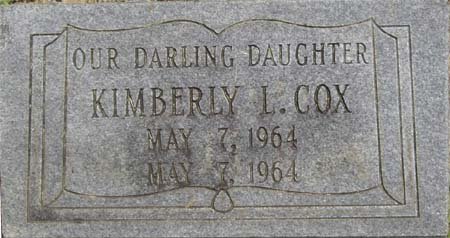 OUR DARLING DAUGHTER
KIMBERLY L. COX
MAY 7, 1964
MAY 7, 1964